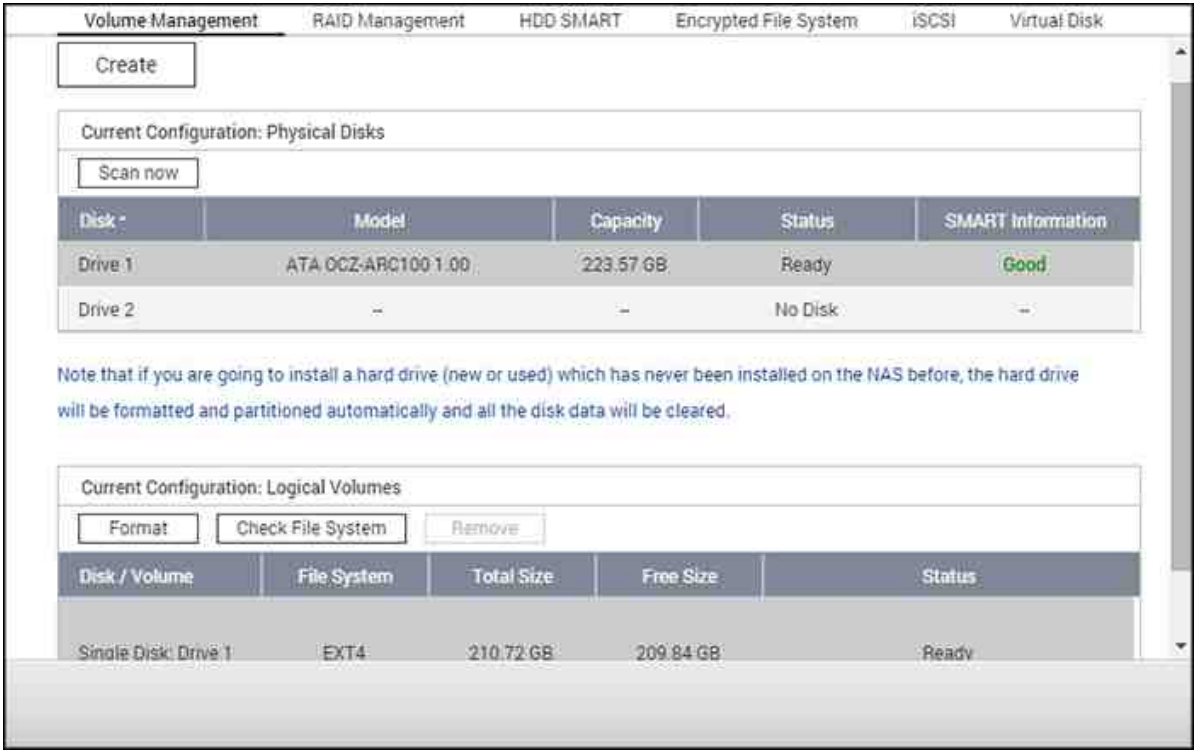 Volume Management RAID Management HDD SMART Encrypted File System iSCSI Virtual Disk
Create
Current Configuration: Physical Disks
Scan now
Disk Model Capacity Status SMART Information
Drive 1 ATA OCZ-ARC100 1.00 223.57 GB Ready Good
Drive 2 -- -- No Disk --
Note that if you are going to install a hard drive (new or used) which has never been installed on the NAS before, the hard drive
will be formatted and partitioned automatically and all the disk data will be cleared.
Current Configuration: Logical Volumes
Format Check File System Remove
Disk / Volume File System Total Size Free Size Status
Single Disk: Drive 1 EXT4 210.72 GB 209.84 GB Ready